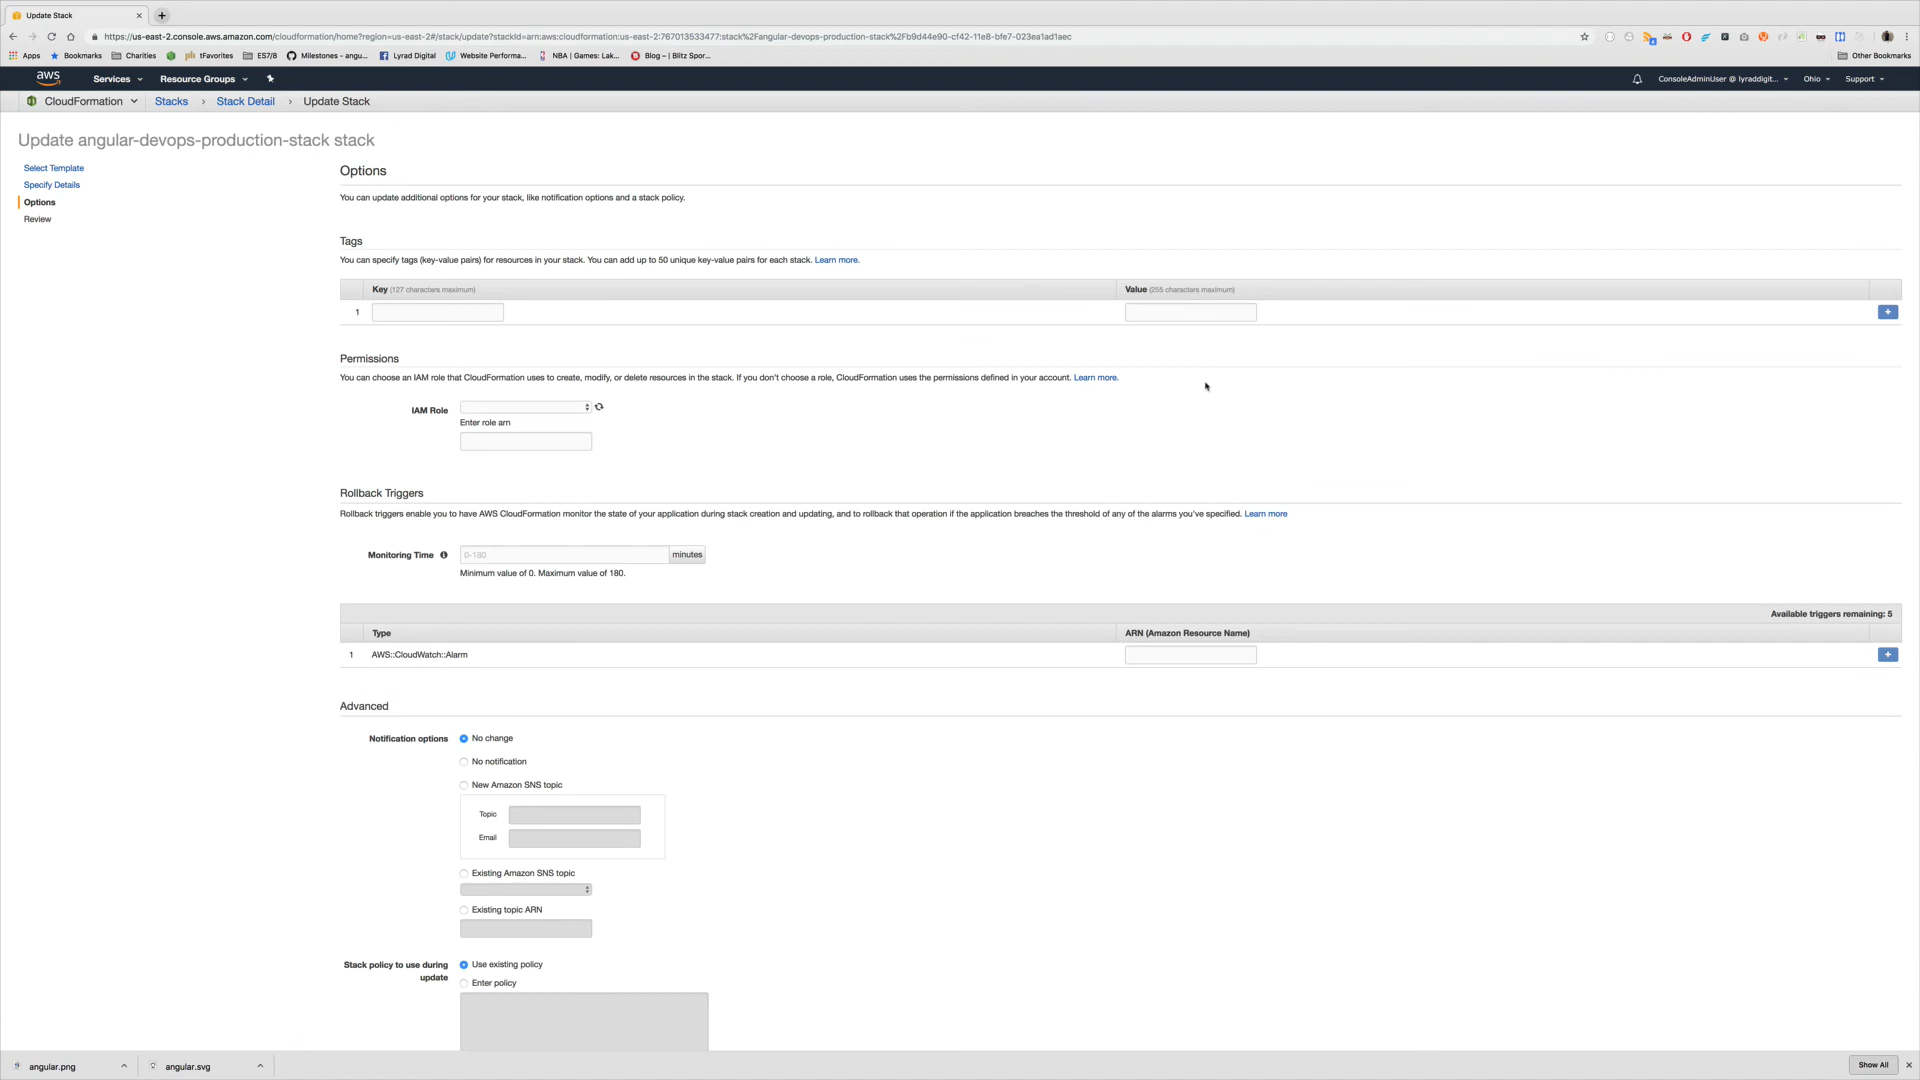 Update Stack
https://us-east-2.console.aws.amazon.com/cloudformation/home?region=us-east-2#/stack/update?stackId=arn:aws:cloudformation:us-east-2:767013533477:stack%2Fangular-devops-production-stack%2Fb9d44e90-cf42-11e8-bfe7-023ea1ad1aec
Apps Bookmarks Charities tFavorites ES7/8 Milestones - angu... Lyrad Digital Website Performa... NBA | Games: Lak... Blog – | Blitz Spor... Other Bookmarks
aws Services Resource Groups ConsoleAdminUser @ lyraddigit... Ohio Support
CloudFormation Stacks Stack Detail Update Stack
Update angular-devops-production-stack stack
Select Template
Specify Details
Options
Review
Options
You can update additional options for your stack, like notification options and a stack policy.
Tags
You can specify tags (key-value pairs) for resources in your stack. You can add up to 50 unique key-value pairs for each stack. Learn more.
Key (127 characters maximum) Value (255 characters maximum)
1 +
Permissions
You can choose an IAM role that CloudFormation uses to create, modify, or delete resources in the stack. If you don't choose a role, CloudFormation uses the permissions defined in your account. Learn more.
IAM Role
Enter role arn
Rollback Triggers
Rollback triggers enable you to have AWS CloudFormation monitor the state of your application during stack creation and updating, and to rollback that operation if the application breaches the threshold of any of the alarms you've specified. Learn more
Monitoring Time 0-180 minutes
Minimum value of 0. Maximum value of 180.
Available triggers remaining: 5
Type ARN (Amazon Resource Name)
1 AWS::CloudWatch::Alarm +
Advanced
Notification options No change
No notification
New Amazon SNS topic
Topic
Email
Existing Amazon SNS topic
Existing topic ARN
Stack policy to use during update Use existing policy
Enter policy
angular.png angular.svg Show All